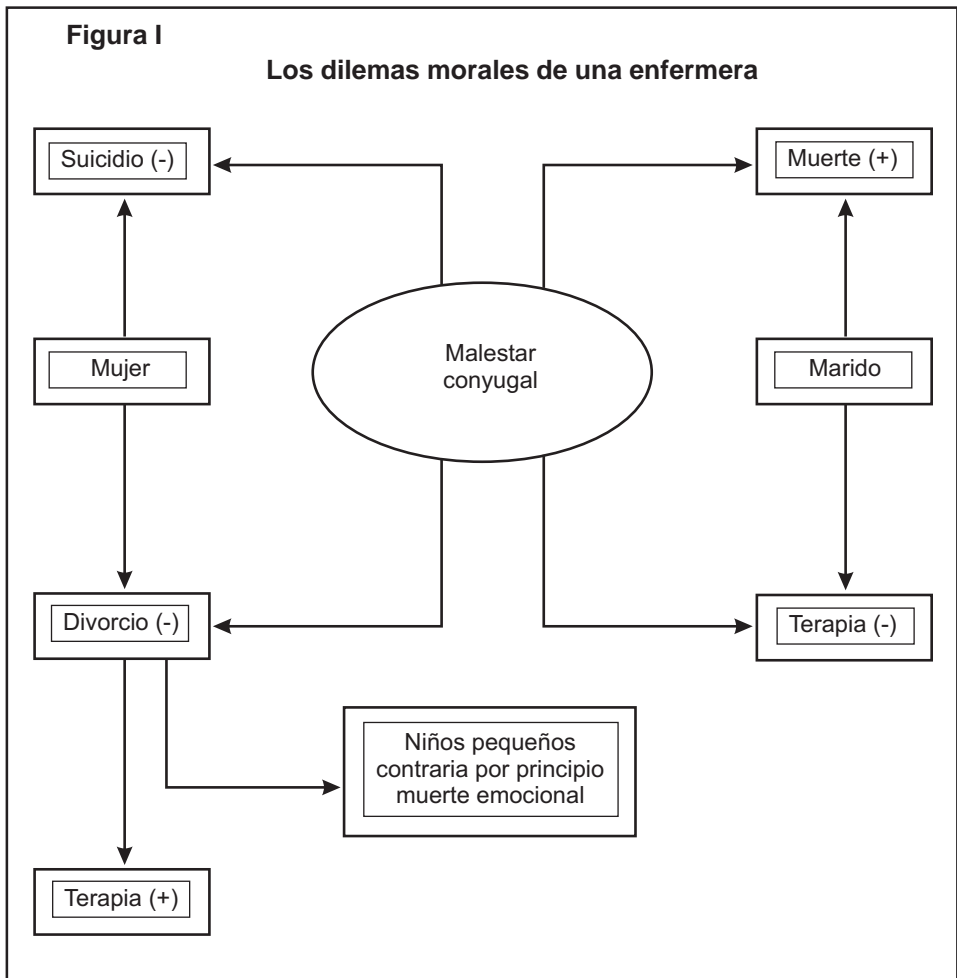 Figura I
Los dilemas morales de una enfermera
Suicidio (-)
Muerte (+)
Mujer
Malestar
conyugal
Marido
Divorcio (-)
Terapia (-)
Niños pequeños
contraria por principio
muerte emocional
Terapia (+)